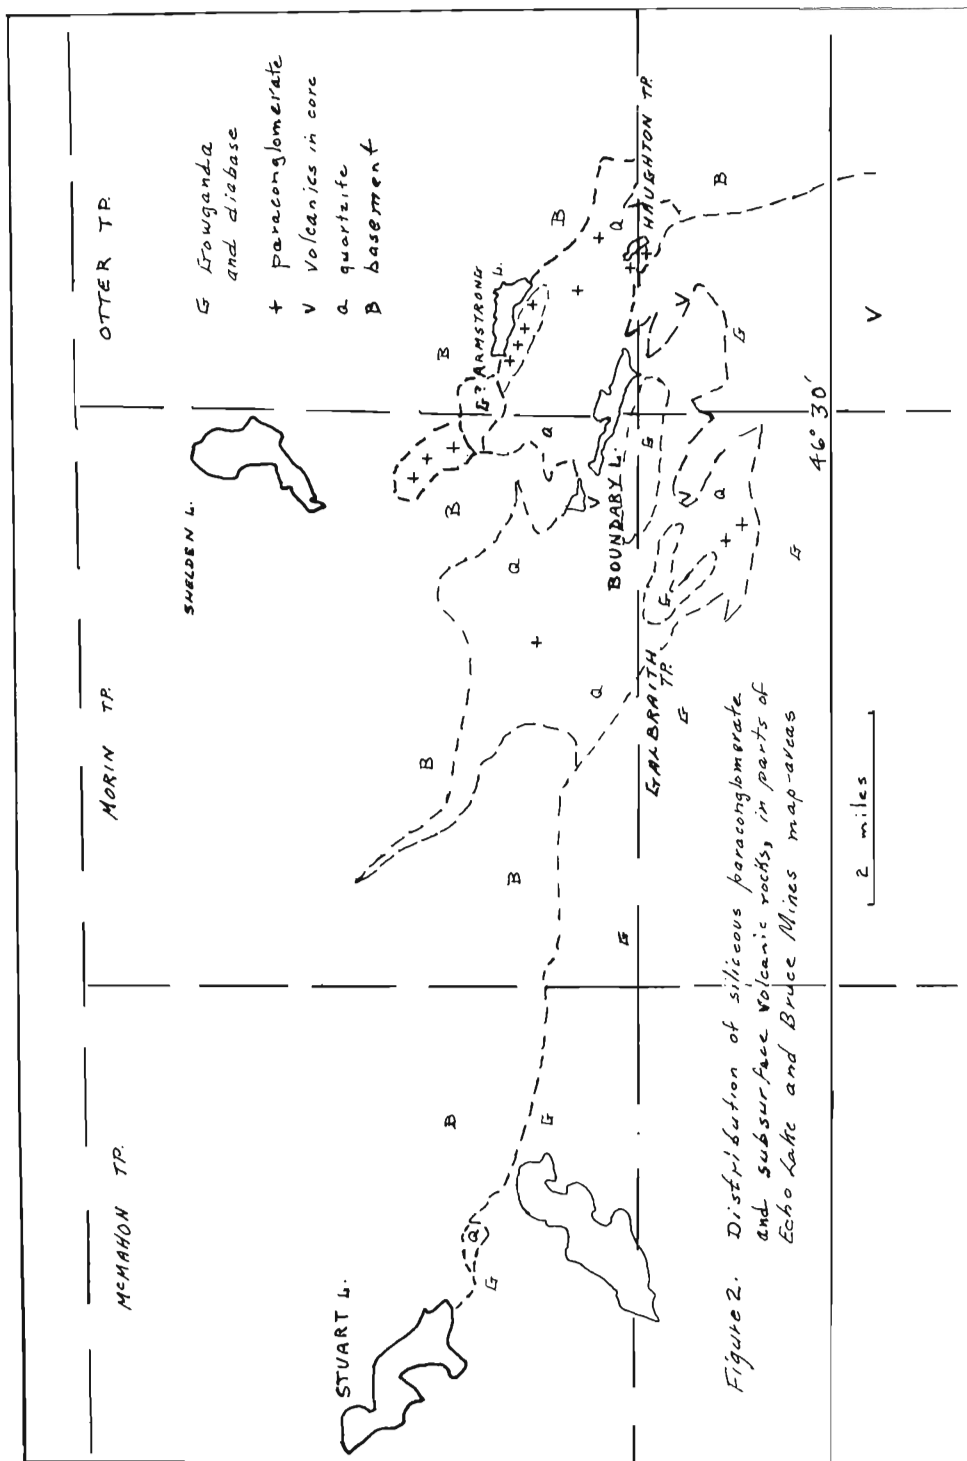 McMAHON TP.
MORIN TP.
OTTER TP.
G Gowganda
and diabase
+ paraconglomerate
V volcanics in core
Q quartzite
B basement
SHELDEN L.
STUART L.
ARMSTRONG
L.
G?
BOUNDARY L.
HAUGHTON TP.
GALBRAITH
TP.
B
B
B
B
B
B
B
Q
Q
Q
Q
Q
Q
G
G
G
G
G
G
G
G
V
V
V
V
+
+
+
+
+
+
+
+
+
+
+
+
+
46° 30'
2 miles
Figure 2. Distribution of siliceous paraconglomerate
and subsurface volcanic rocks, in parts of
Echo Lake and Bruce Mines map-areas